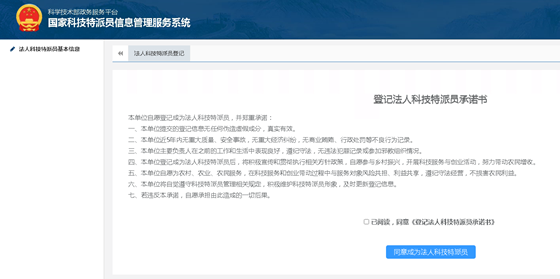 科学技术部政务服务平台
国家科技特派员信息管理服务系统
法人科技特派员基本信息
法人科技特派员登记
登记法人科技特派员承诺书
本单位自愿登记成为法人科技特派员，并郑重承诺：
一、本单位提交的登记信息无任何伪造虚假成分，真实有效。
二、本单位近5年内无重大质量、安全事故，无重大经济纠纷，无商业贿赂、行政处罚等不良行为记录。
三、本单位主要负责人在之前的工作和生活中表现良好，遵纪守法，无违法犯罪记录或参加邪教组织情况。
四、本单位登记成为法人科技特派员后，将积极宣传和贯彻执行相关方针政策，自愿参与乡村振兴，开展科技服务与创业活动，努力带动农民增收。
五、本单位自愿为农村、农业、农民服务，在科技服务和创业带动过程中与服务对象风险共担、利益共享，遵纪守法经营，不损害农民利益。
六、本单位将自觉遵守科技特派员管理相关规定，积极维护科技特派员形象，及时更新登记信息。
七、若违反本承诺，自愿承担由此造成的一切后果。
已阅读，同意《登记法人科技特派员承诺书》
同意成为法人科技特派员